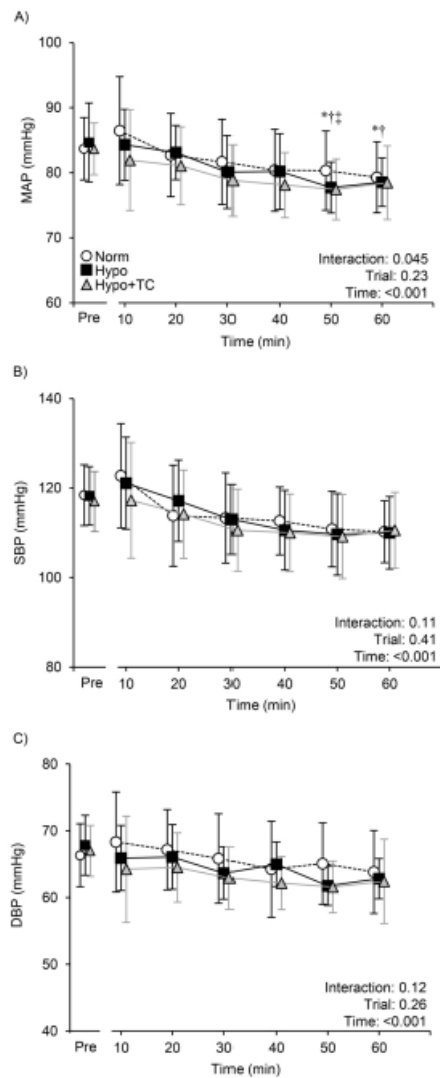 A)
100
*†‡
*†
90
80
70
60
MAP (mmHg)
Norm
Hypo
Hypo+TC
Interaction: 0.045
Trial: 0.23
Time: <0.001
Pre 10 20 30 40 50 60
Time (min)
B)
140
120
100
80
SBP (mmHg)
Interaction: 0.11
Trial: 0.41
Time: <0.001
Pre 10 20 30 40 50 60
Time (min)
C)
80
70
60
50
40
DBP (mmHg)
Interaction: 0.12
Trial: 0.26
Time: <0.001
Pre 10 20 30 40 50 60
Time (min)